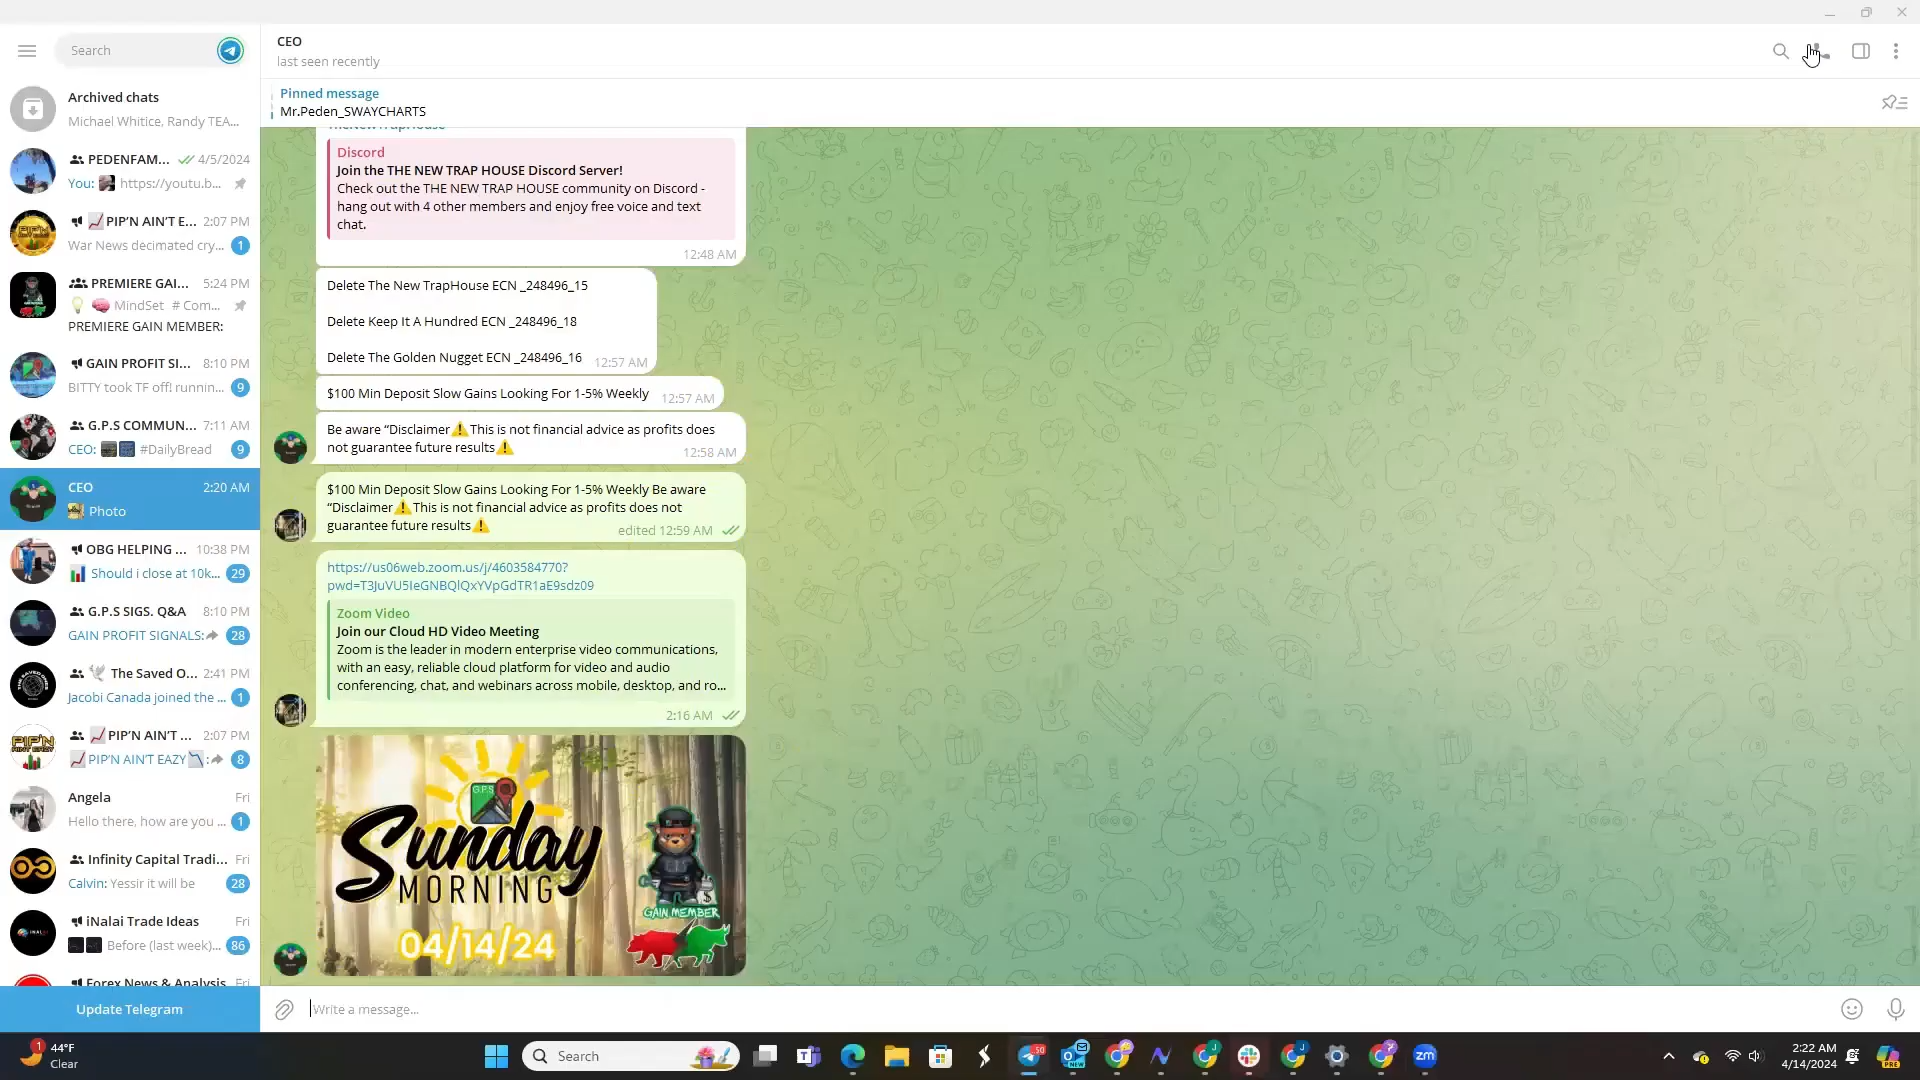 Search
Archived chats
Michael Whitice, Randy TEA...
PEDENFAM... 4/5/2024
You: https://youtu.b...
PIP'N AIN'T E... 2:07 PM
War News decimated cry... 1
PREMIERE GAI... 5:24 PM
MindSet # Com...
PREMIERE GAIN MEMBER:
GAIN PROFIT SI... 8:10 PM
BITTY took TF off! runnin... 9
G.P.S COMMUN... 7:11 AM
CEO: #DailyBread 9
CEO 2:20 AM
Photo
OBG HELPING ... 10:38 PM
Should i close at 10k... 29
G.P.S SIGS. Q&A 8:10 PM
GAIN PROFIT SIGNALS: 28
The Saved O... 2:41 PM
Jacobi Canada joined the ... 1
PIP'N AIN'T ... 2:07 PM
PIP'N AIN'T EAZY : 8
Angela Fri
Hello there, how are you ... 1
Infinity Capital Tradi... Fri
Calvin: Yessir it will be 28
iNalai Trade Ideas Fri
Before (last week)... 86
Forex News & Analysis Fri
Update Telegram
CEO
last seen recently
Pinned message
Mr.Peden_SWAYCHARTS
TheNewTrapHouse
Discord
Join the THE NEW TRAP HOUSE Discord Server!
Check out the THE NEW TRAP HOUSE community on Discord -
hang out with 4 other members and enjoy free voice and text
chat.
12:48 AM
Delete The New TrapHouse ECN _248496_15
Delete Keep It A Hundred ECN _248496_18
Delete The Golden Nugget ECN _248496_16 12:57 AM
$100 Min Deposit Slow Gains Looking For 1-5% Weekly 12:57 AM
Be aware “Disclaimer⚠️This is not financial advice as profits does
not guarantee future results⚠️ 12:58 AM
$100 Min Deposit Slow Gains Looking For 1-5% Weekly Be aware
“Disclaimer⚠️This is not financial advice as profits does not
guarantee future results⚠️ edited 12:59 AM
https://us06web.zoom.us/j/4603584770?
pwd=T3JuVU5IeGNBQlQxYVpGdTR1aE9sdz09
Zoom Video
Join our Cloud HD Video Meeting
Zoom is the leader in modern enterprise video communications,
with an easy, reliable cloud platform for video and audio
conferencing, chat, and webinars across mobile, desktop, and ro...
2:16 AM
G.P.S
Sunday
MORNING
GAIN MEMBER
04/14/24
Write a message...
1 44°F
Clear
Search
50
NEW
zm
2:22 AM
4/14/2024
PRE